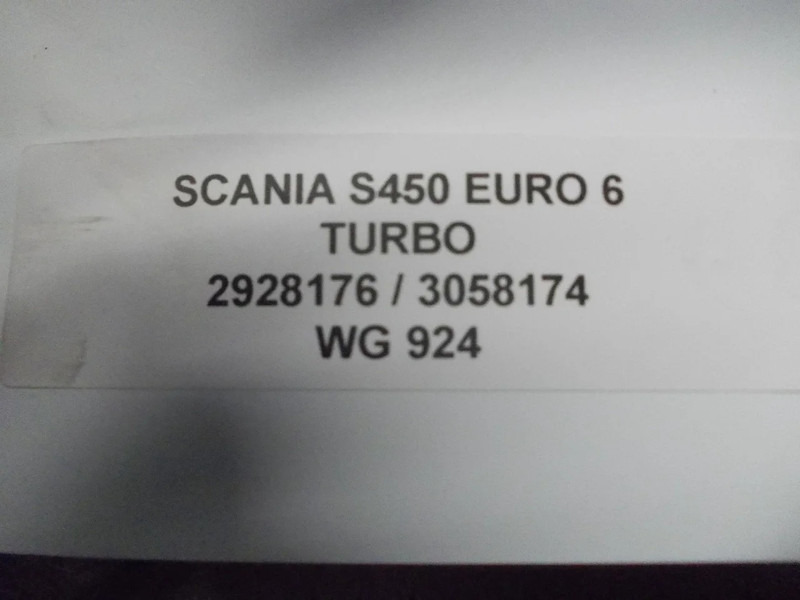 SCANIA S450 EURO 6
TURBO
2928176 / 3058174
WG 924